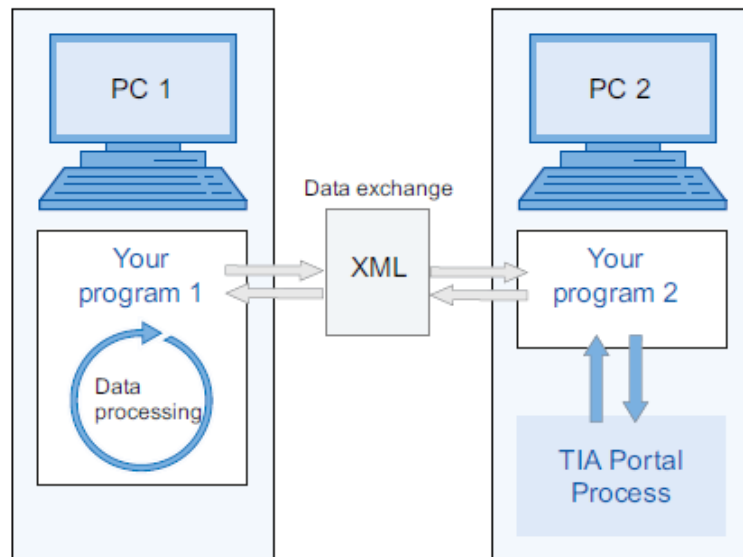 PC 1
PC 2
Data exchange
XML
Your
program 1
Your
program 2
Data
processing
TIA Portal
Process